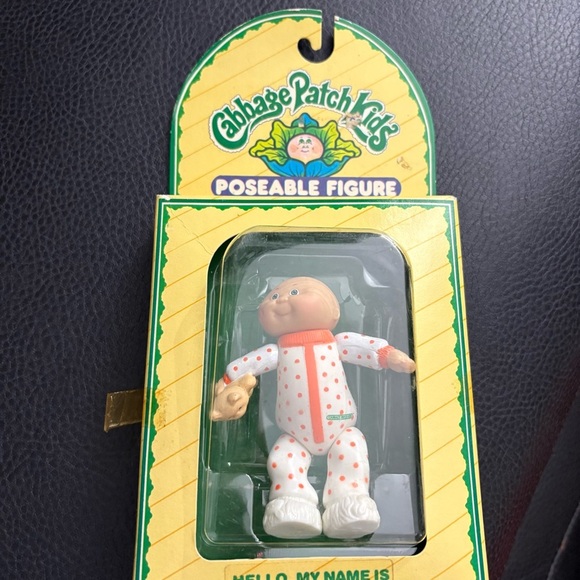 Cabbage Patch Kids
POSEABLE FIGURE
HELLO, MY NAME IS